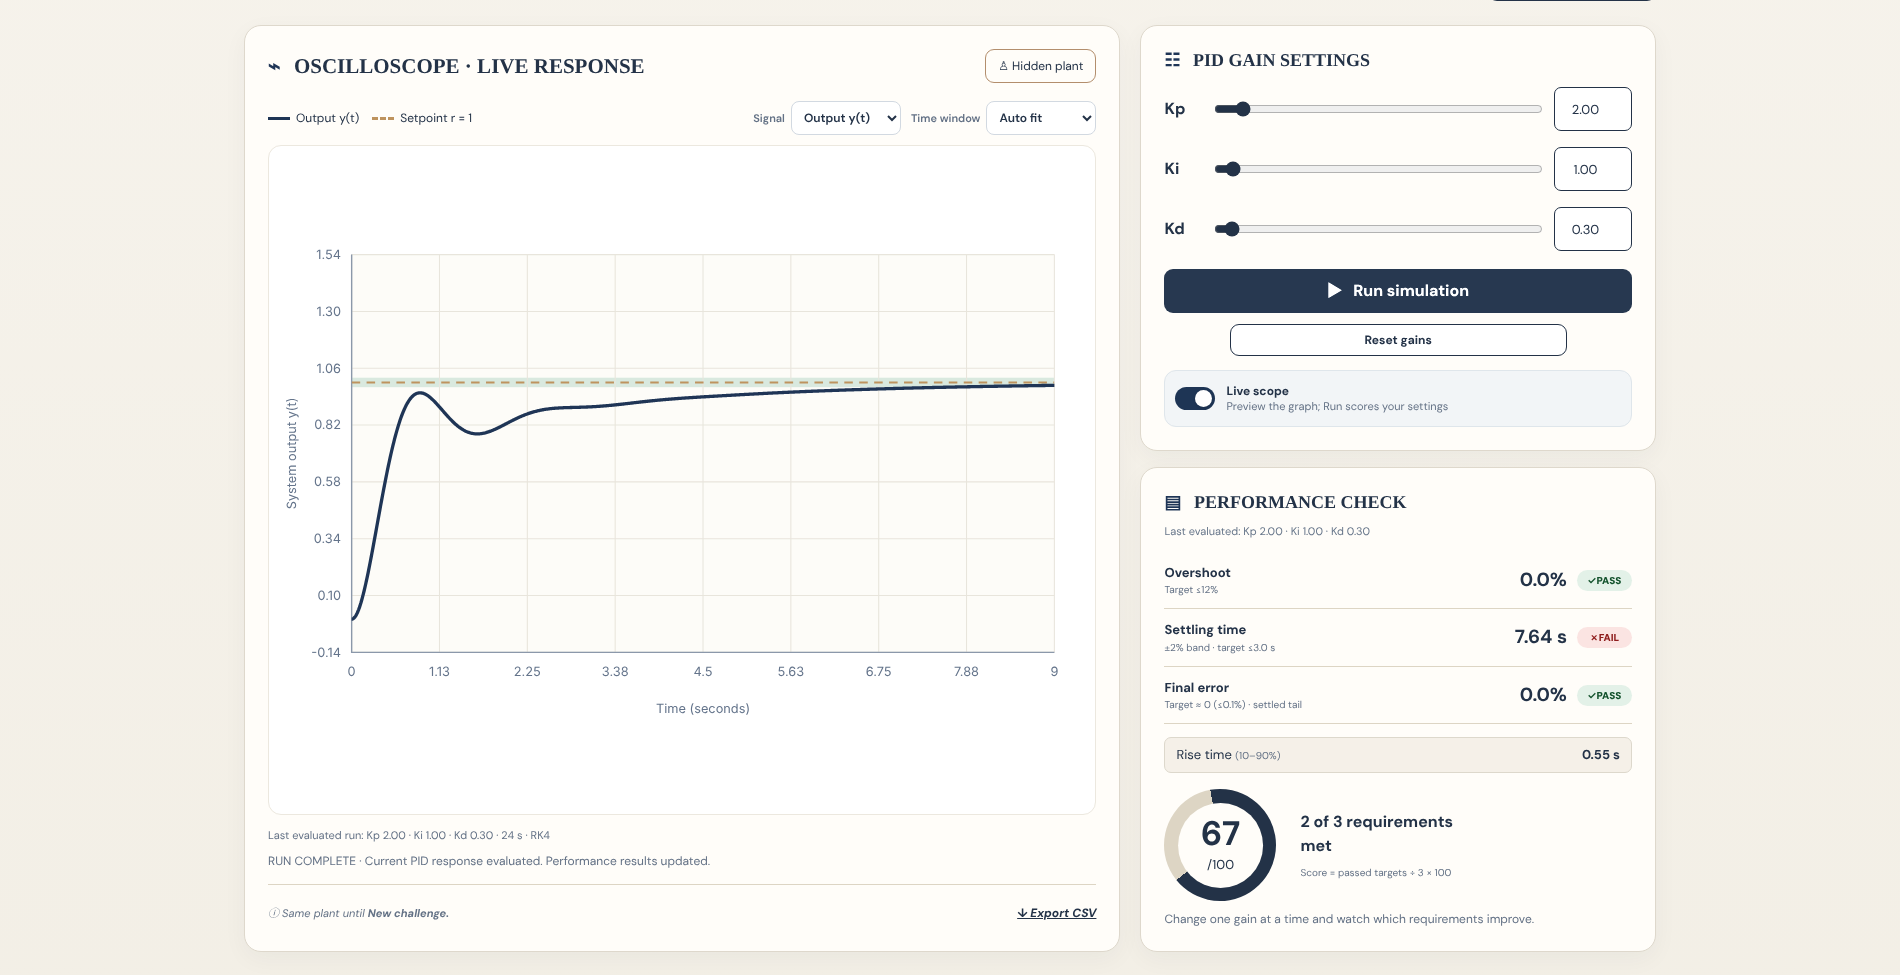 OSCILLOSCOPE · LIVE RESPONSE
Hidden plant
Output y(t)
Setpoint r = 1
Signal
Output y(t)
Time window
Auto fit
1.54
1.30
1.06
0.82
0.58
0.34
0.10
-0.14
System output y(t)
0
1.13
2.25
3.38
4.5
5.63
6.75
7.88
9
Time (seconds)
Last evaluated run: Kp 2.00 · Ki 1.00 · Kd 0.30 · 24 s · RK4
RUN COMPLETE · Current PID response evaluated. Performance results updated.
ⓘ Same plant until New challenge.
↓ Export CSV
PID GAIN SETTINGS
Kp
2.00
Ki
1.00
Kd
0.30
▶ Run simulation
Reset gains
Live scope
Preview the graph; Run scores your settings
PERFORMANCE CHECK
Last evaluated: Kp 2.00 · Ki 1.00 · Kd 0.30
Overshoot
Target ≤12%
0.0%
✓PASS
Settling time
±2% band · target ≤3.0 s
7.64 s
×FAIL
Final error
Target ≈ 0 (≤0.1%) · settled tail
0.0%
✓PASS
Rise time (10–90%)
0.55 s
67
/100
2 of 3 requirements
met
Score = passed targets ÷ 3 × 100
Change one gain at a time and watch which requirements improve.